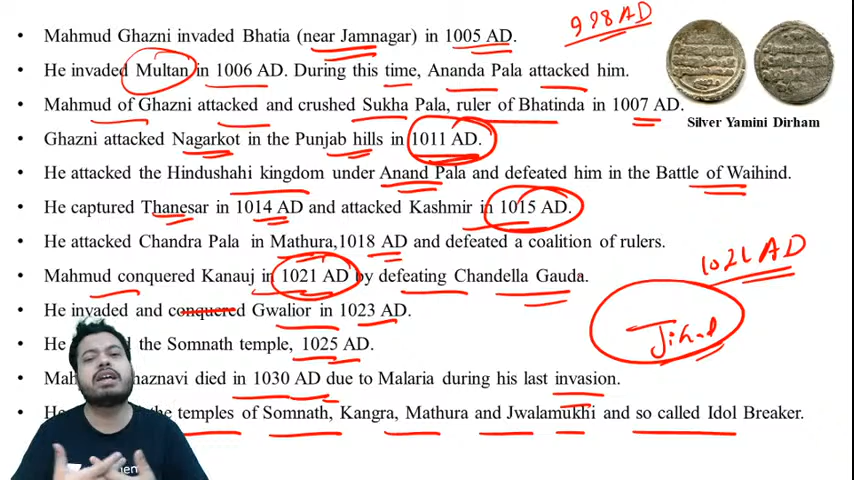 998 AD
• Mahmud Ghazni invaded Bhatia (near Jamnagar) in 1005 AD.
• He invaded Multan in 1006 AD. During this time, Ananda Pala attacked him.
• Mahmud of Ghazni attacked and crushed Sukha Pala, ruler of Bhatinda in 1007 AD.
Silver Yamini Dirham
• Ghazni attacked Nagarkot in the Punjab hills in 1011 AD.
• He attacked the Hindushahi kingdom under Anand Pala and defeated him in the Battle of Waihind.
• He captured Thanesar in 1014 AD and attacked Kashmir in 1015 AD.
• He attacked Chandra Pala in Mathura,1018 AD and defeated a coalition of rulers.
1021 AD
• Mahmud conquered Kanauj in 1021 AD by defeating Chandella Gauda.
• He invaded and conquered Gwalior in 1023 AD.
Jihad
• He the Somnath temple, 1025 AD.
• Ghaznavi died in 1030 AD due to Malaria during his last invasion.
• the temples of Somnath, Kangra, Mathura and Jwalamukhi and so called Idol Breaker.